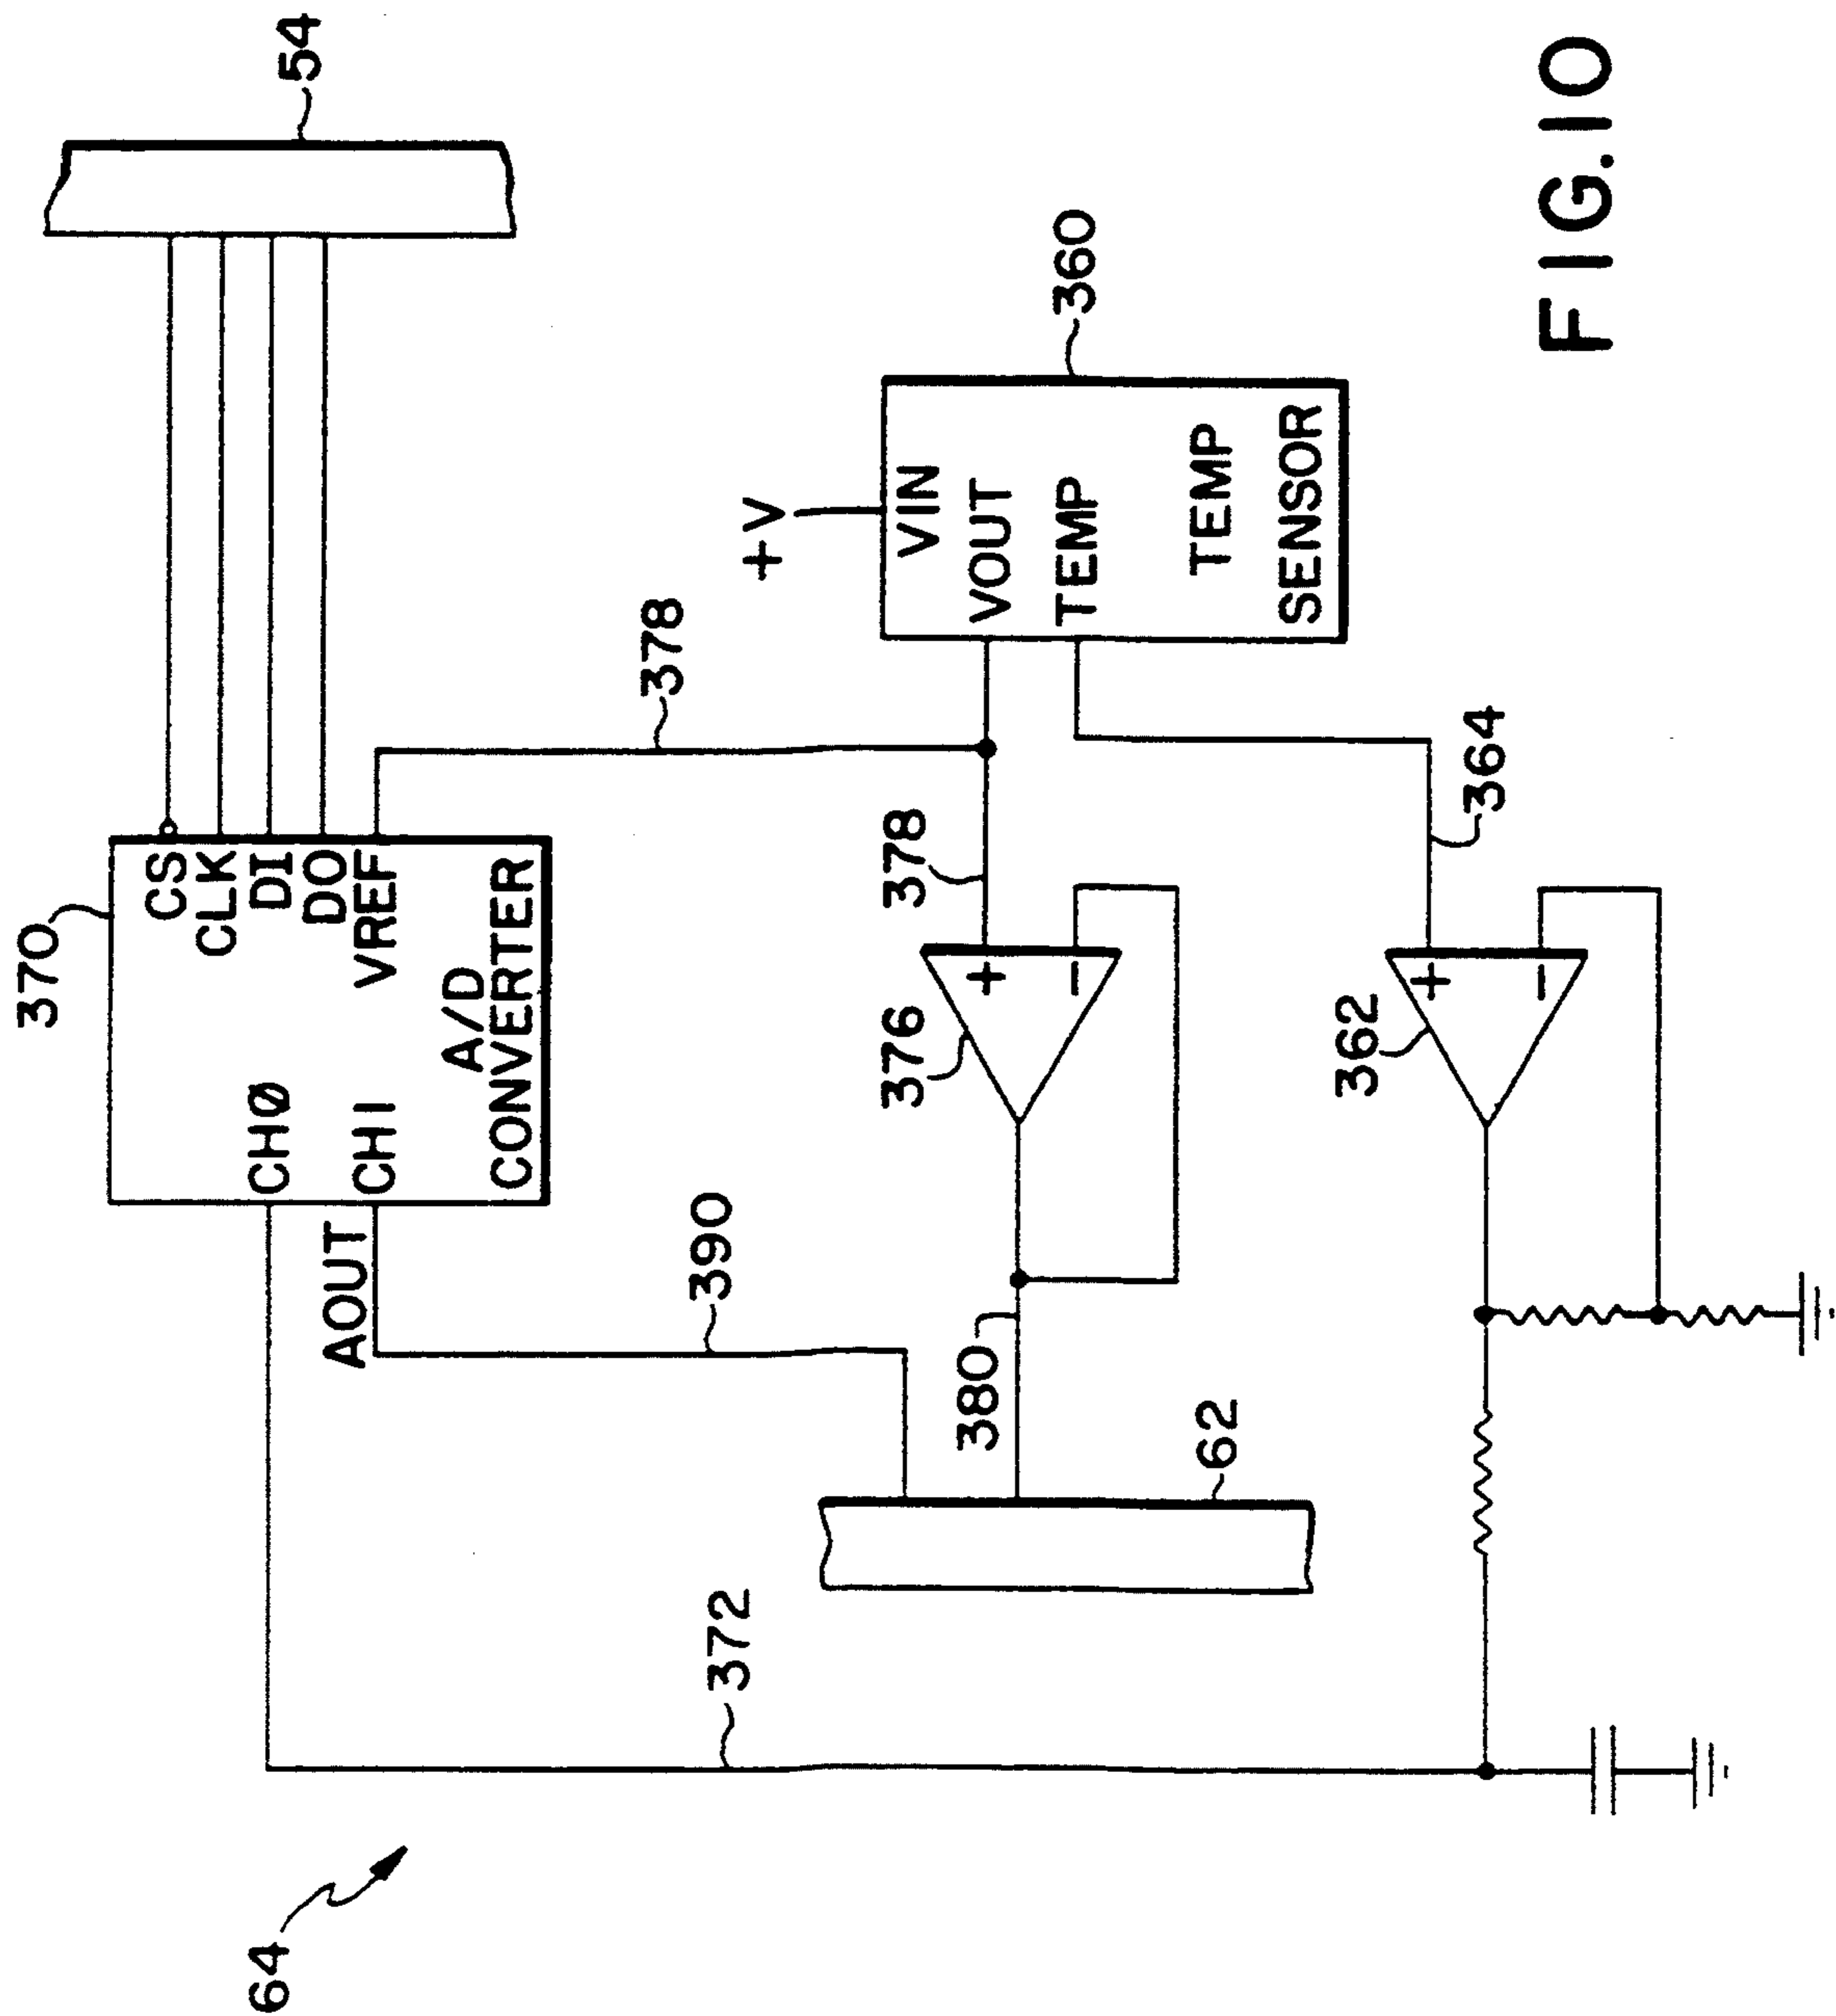 64
372
370
CHØ
CS
CLK
DI
DO
CH1
VREF
A/D
CONVERTER
AOUT
54
390
378
62
380
376
378
+
−
+V
VIN
VOUT
TEMP
TEMP
SENSOR
360
362
364
+
−
FIG.10